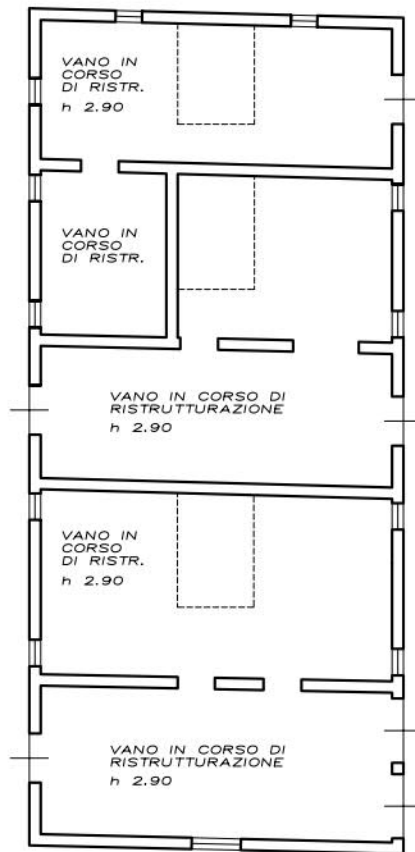 VANO IN
CORSO
DI RISTR.
h 2.90
VANO IN
CORSO
DI RISTR.
VANO IN CORSO DI
RISTRUTTURAZIONE
h 2.90
VANO IN
CORSO
DI RISTR.
h 2.90
VANO IN CORSO DI
RISTRUTTURAZIONE
h 2.90